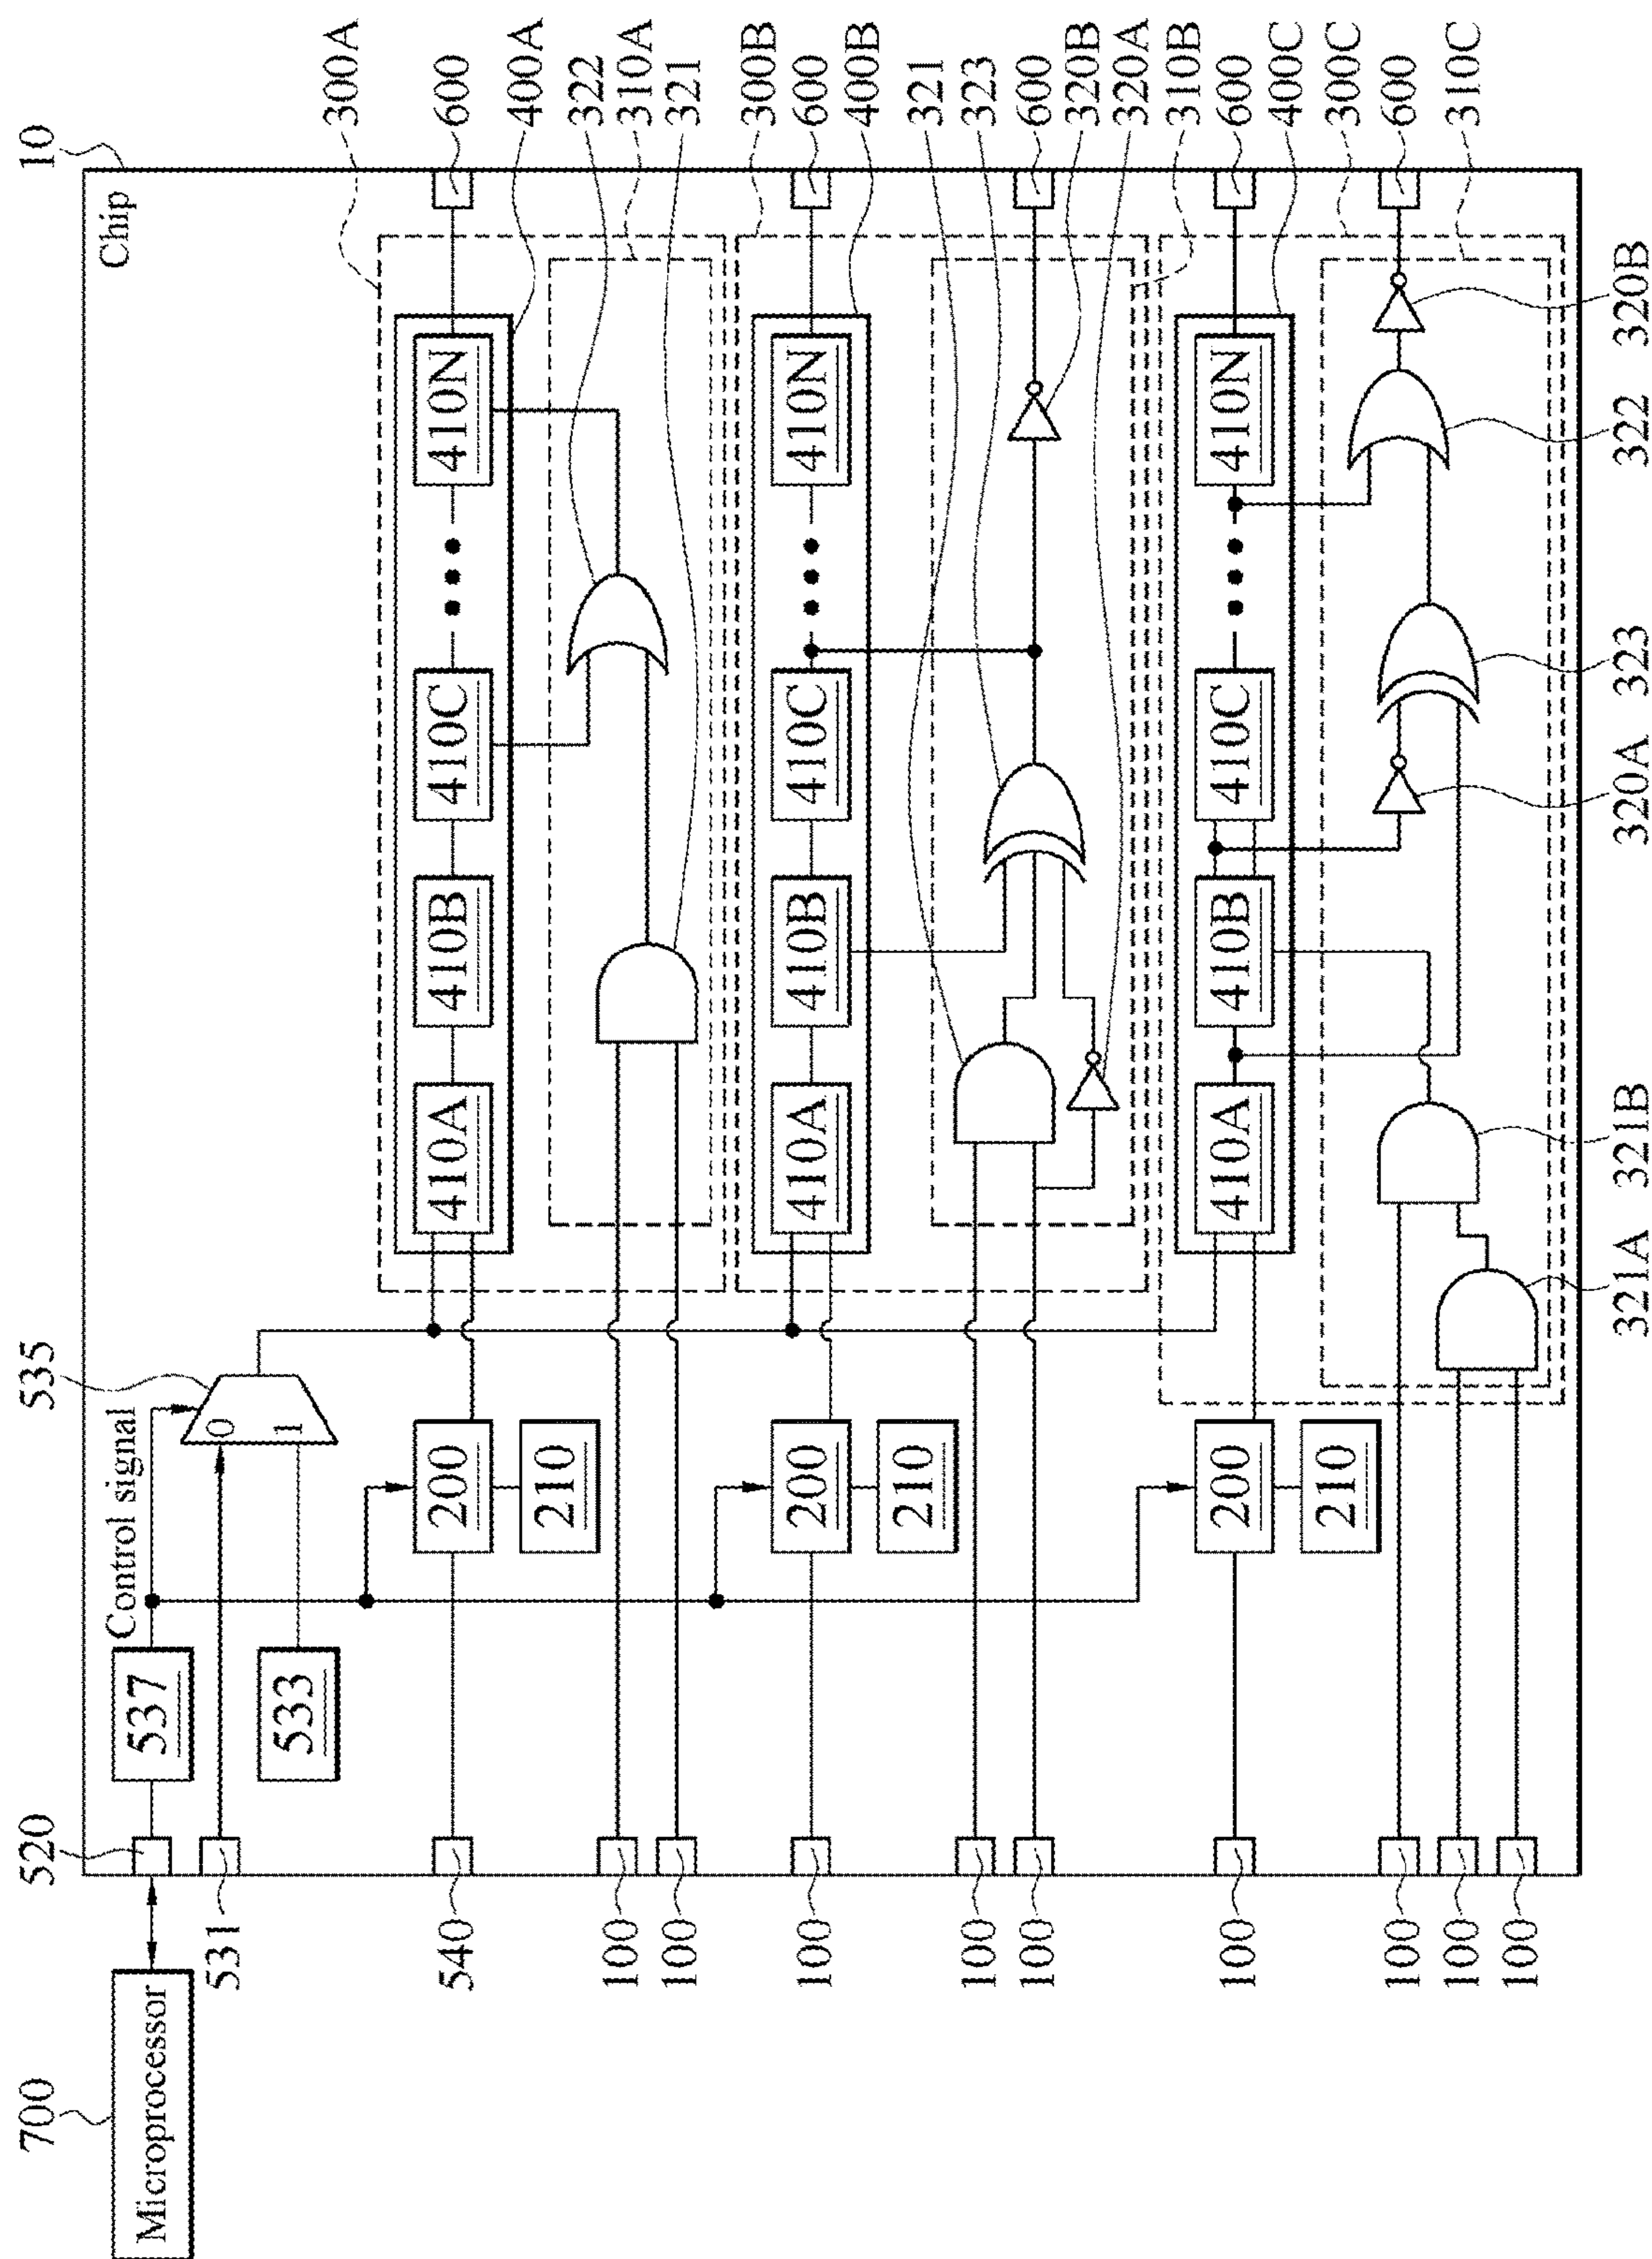 700
520
535
10
Microprocessor
537
Control signal
Chip
531
0
533
1
300A
540
200
410A
410B
410C
410N
600
400A
210
322
100
310A
100
321
300B
100
200
410A
410B
410C
410N
600
400B
210
321
100
323
100
600
320B
320A
310B
100
200
410A
410B
410C
410N
600
400C
210
300C
100
600
100
310C
100
321A
321B
320A
323
322
320B